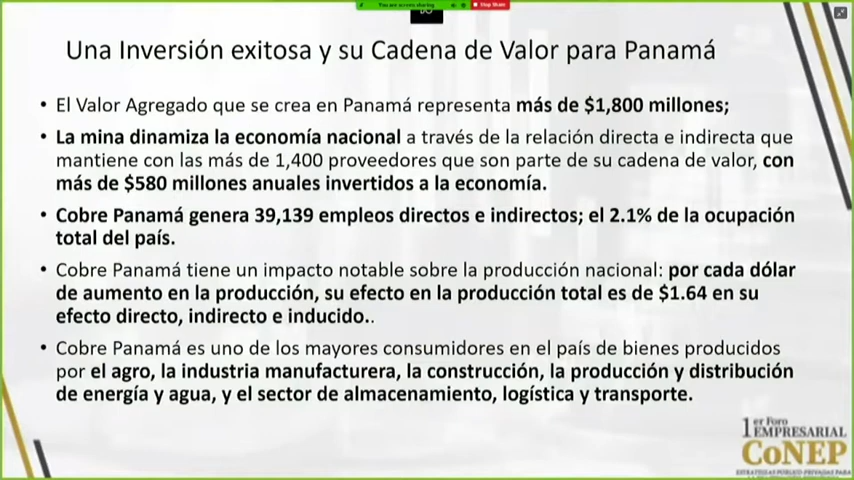 You are screen sharing
Stop Share
Una Inversión exitosa y su Cadena de Valor para Panamá
• El Valor Agregado que se crea en Panamá representa más de $1,800 millones;
• La mina dinamiza la economía nacional a través de la relación directa e indirecta que
mantiene con las más de 1,400 proveedores que son parte de su cadena de valor, con
más de $580 millones anuales invertidos a la economía.
• Cobre Panamá genera 39,139 empleos directos e indirectos; el 2.1% de la ocupación
total del país.
• Cobre Panamá tiene un impacto notable sobre la producción nacional: por cada dólar
de aumento en la producción, su efecto en la producción total es de $1.64 en su
efecto directo, indirecto e inducido..
• Cobre Panamá es uno de los mayores consumidores en el país de bienes producidos
por el agro, la industria manufacturera, la construcción, la producción y distribución
de energía y agua, y el sector de almacenamiento, logística y transporte.
1er Foro
EMPRESARIAL
CoNEP
ESTRATEGIAS PÚBLICO-PRIVADAS PARA